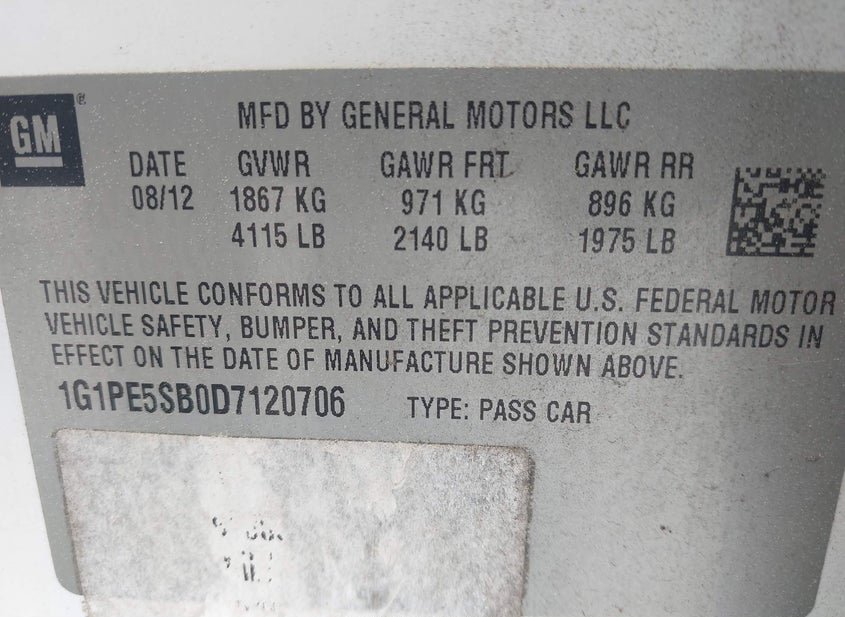 GM ®
MFD BY GENERAL MOTORS LLC
DATE GVWR GAWR FRT GAWR RR
08/12 1867 KG 971 KG 896 KG
4115 LB 2140 LB 1975 LB
THIS VEHICLE CONFORMS TO ALL APPLICABLE U.S. FEDERAL MOTOR
VEHICLE SAFETY, BUMPER, AND THEFT PREVENTION STANDARDS IN
EFFECT ON THE DATE OF MANUFACTURE SHOWN ABOVE.
1G1PE5SB0D7120706 TYPE: PASS CAR